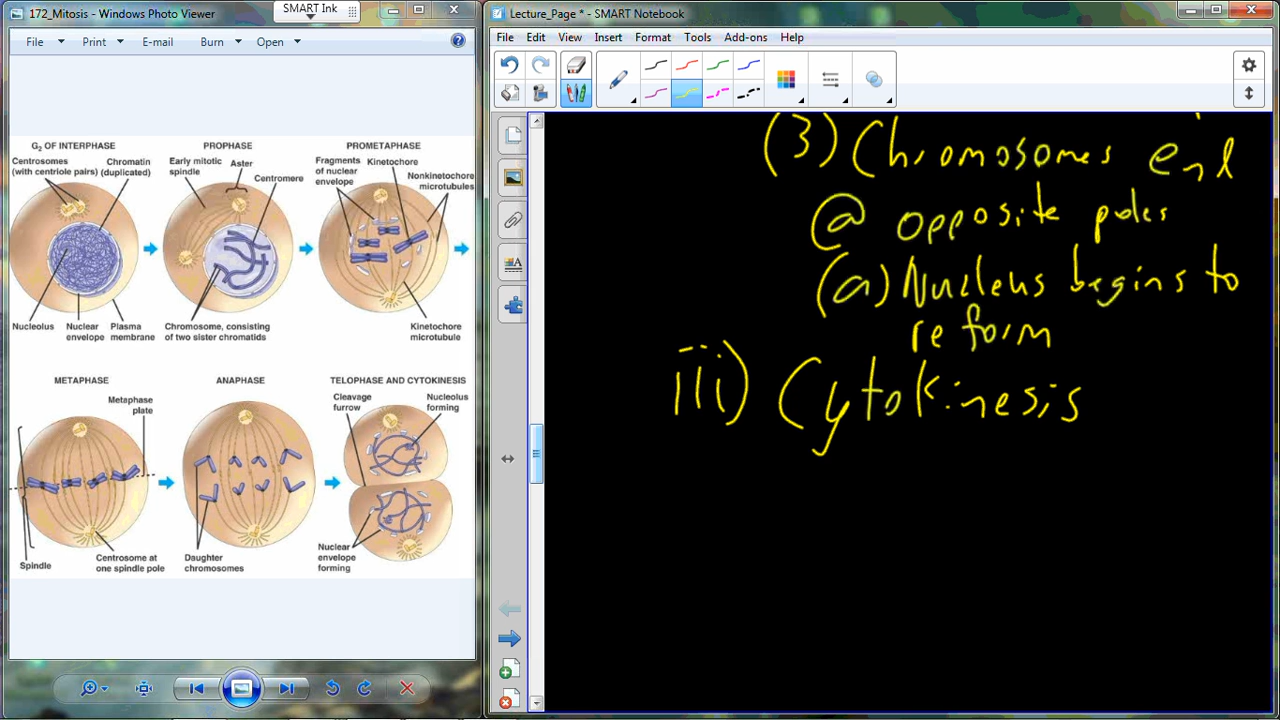 172_Mitosis - Windows Photo Viewer
SMART Ink
File Print E-mail Burn Open
G2 OF INTERPHASE
Centrosomes
(with centriole pairs)
Chromatin
(duplicated)
Nucleolus
Nuclear
envelope
Plasma
membrane
PROPHASE
Early mitotic
spindle
Aster
Centromere
Chromosome, consisting
of two sister chromatids
PROMETAPHASE
Fragments
of nuclear
envelope
Kinetochore
Nonkinetochore
microtubules
Kinetochore
microtubule
METAPHASE
Metaphase
plate
Spindle
Centrosome at
one spindle pole
ANAPHASE
Daughter
chromosomes
TELOPHASE AND CYTOKINESIS
Cleavage
furrow
Nucleolus
forming
Nuclear
envelope
forming
Lecture_Page * - SMART Notebook
File Edit View Insert Format Tools Add-ons Help
(3) Chromosomes end
@ opposite poles
(a) Nucleus begins to
reform
iii) Cytokinesis